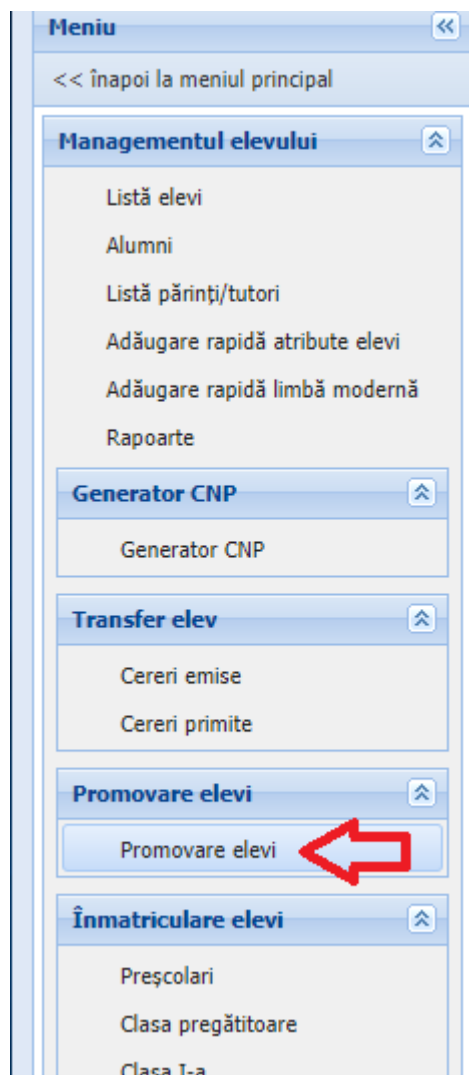 Meniu
<< înapoi la meniul principal
Managementul elevului
Listă elevi
Alumni
Listă părinți/tutori
Adăugare rapidă atribute elevi
Adăugare rapidă limbă modernă
Rapoarte
Generator CNP
Generator CNP
Transfer elev
Cereri emise
Cereri primite
Promovare elevi
Promovare elevi
Înmatriculare elevi
Preșcolari
Clasa pregătitoare
Clasa I-a